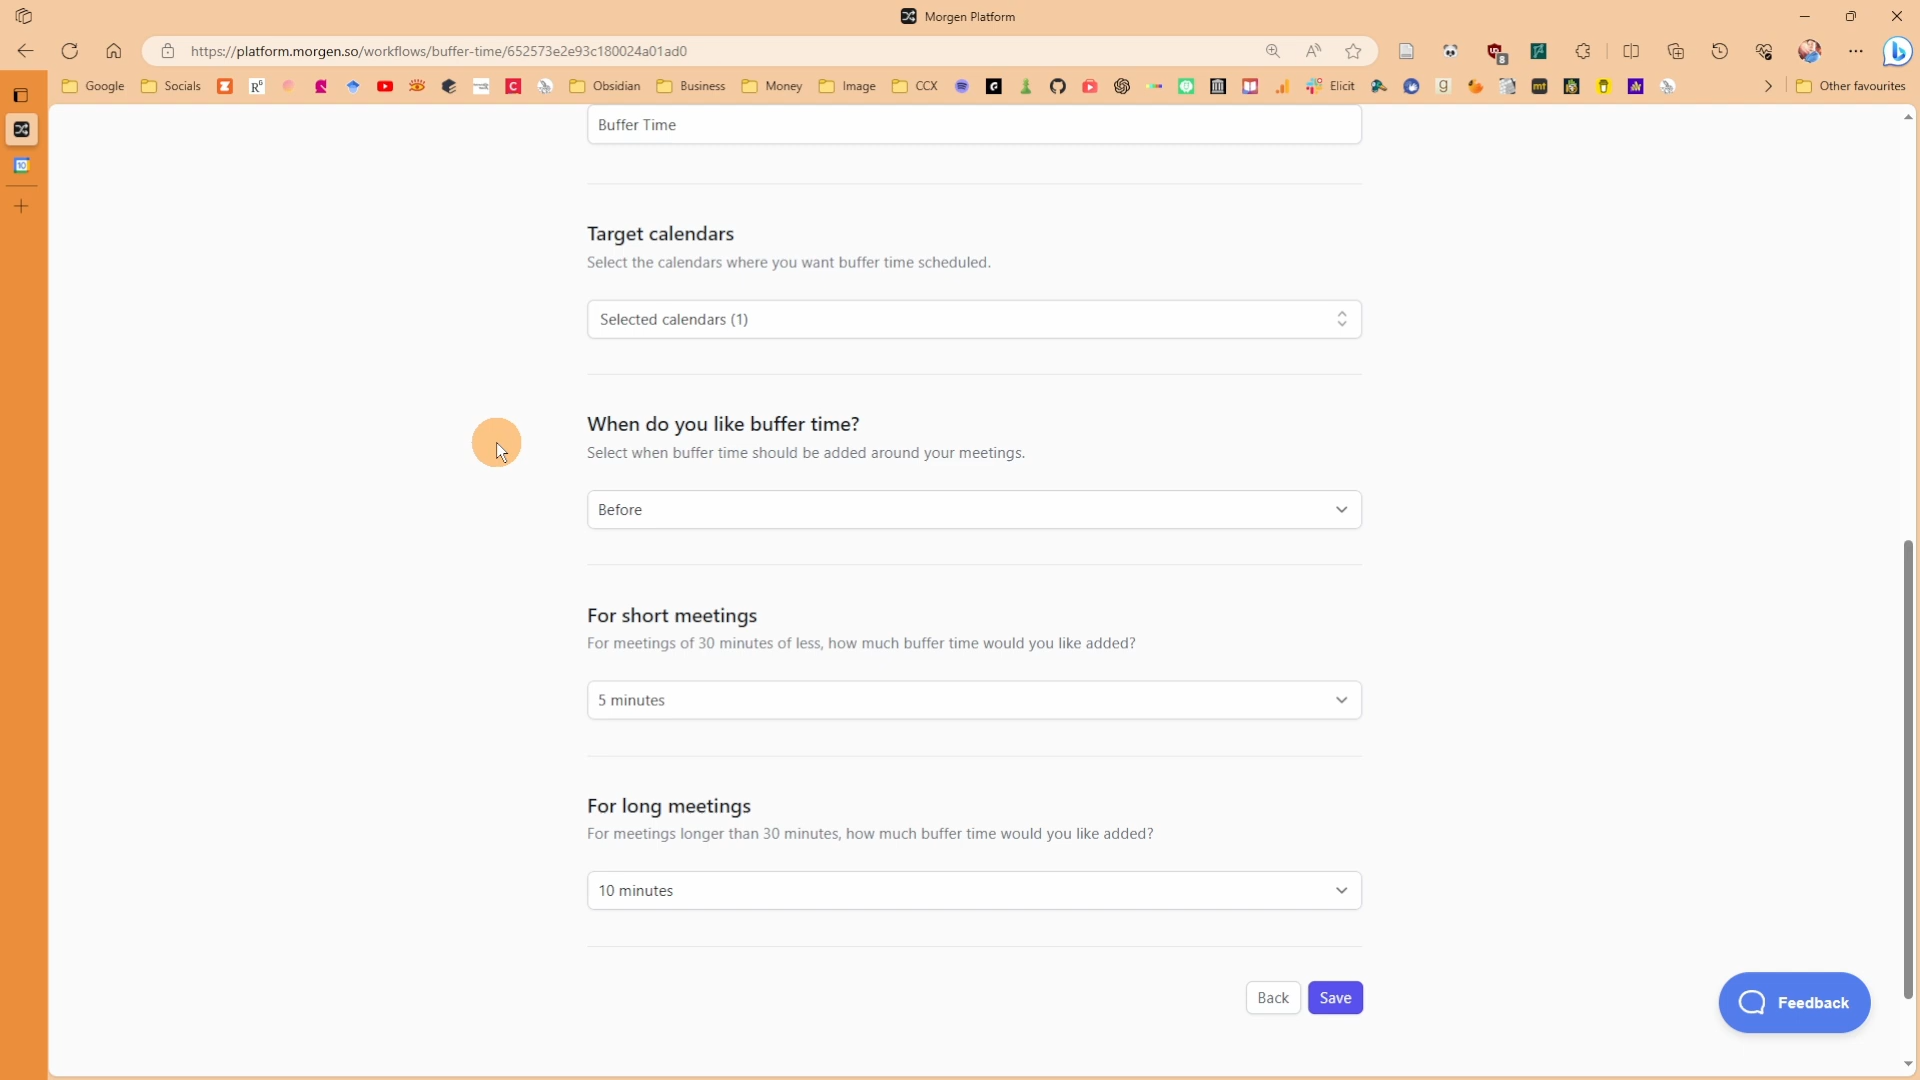 Morgen Platform
https://platform.morgen.so/workflows/buffer-time/652573e2e93c180024a01ad0
8
Google Socials Obsidian Business Money Image CCX Elicit Other favourites
Buffer Time
Target calendars
Select the calendars where you want buffer time scheduled.
Selected calendars (1)
When do you like buffer time?
Select when buffer time should be added around your meetings.
Before
For short meetings
For meetings of 30 minutes of less, how much buffer time would you like added?
5 minutes
For long meetings
For meetings longer than 30 minutes, how much buffer time would you like added?
10 minutes
Back Save
Feedback